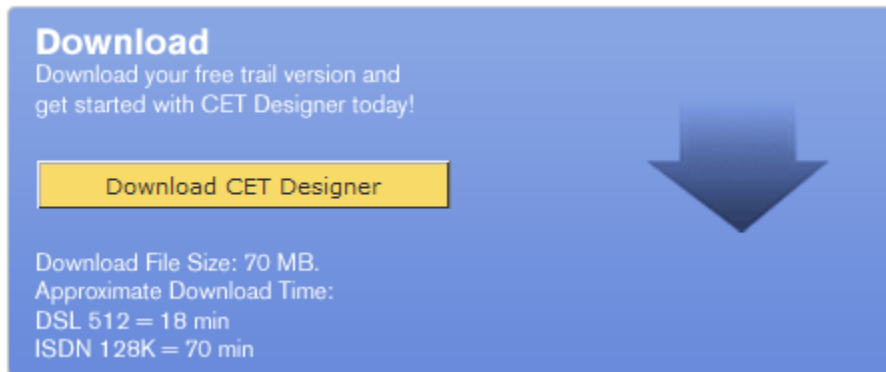 Download
Download your free trail version and
get started with CET Designer today!
Download CET Designer
Download File Size: 70 MB.
Approximate Download Time:
DSL 512 = 18 min
ISDN 128K = 70 min